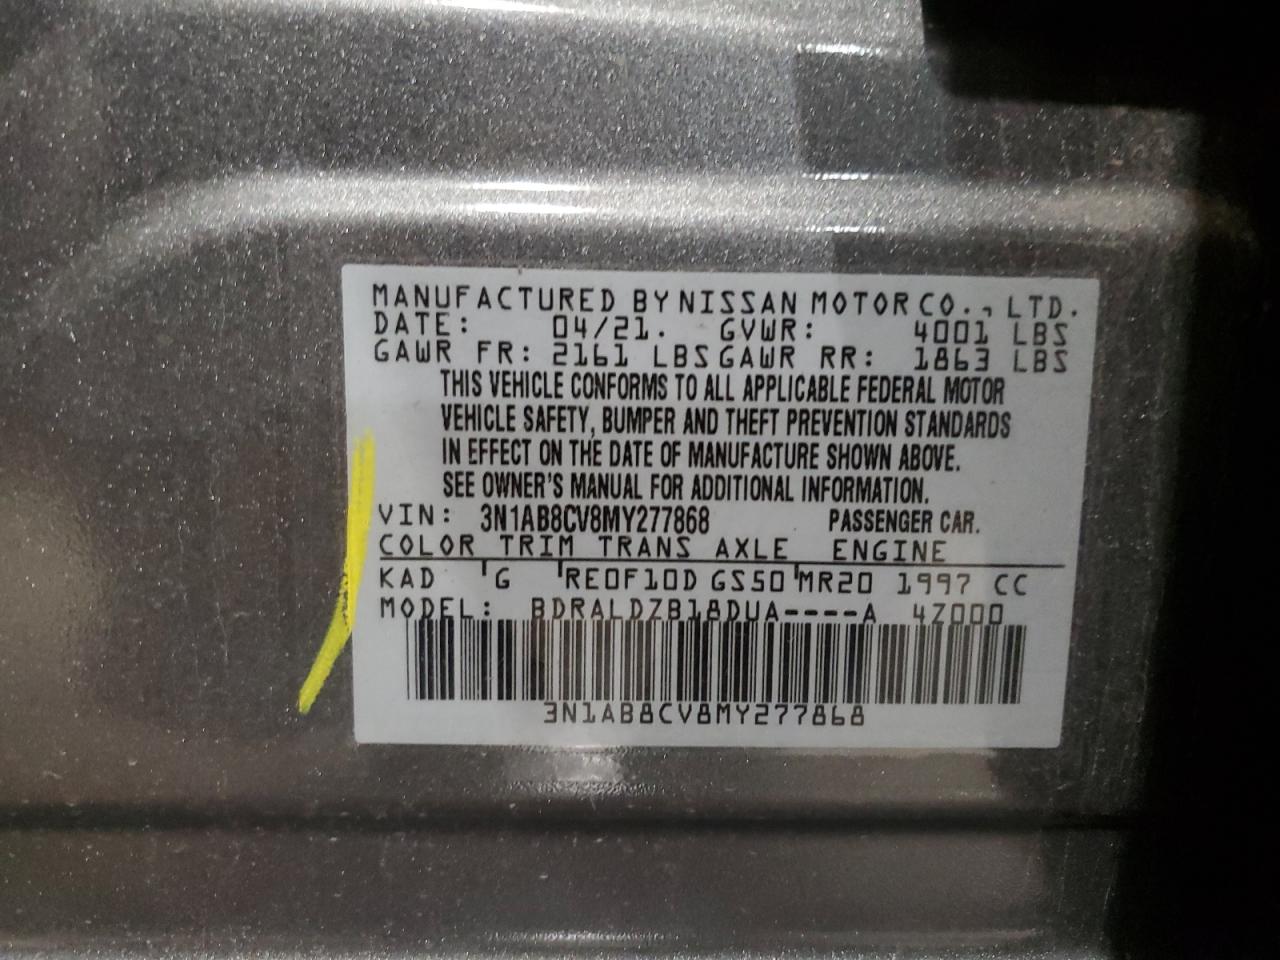 MANUFACTURED BY NISSAN MOTOR CO., LTD.
DATE: 04/21. GVWR: 4001 LBS
GAWR FR: 2161 LBS GAWR RR: 1863 LBS
THIS VEHICLE CONFORMS TO ALL APPLICABLE FEDERAL MOTOR
VEHICLE SAFETY, BUMPER AND THEFT PREVENTION STANDARDS
IN EFFECT ON THE DATE OF MANUFACTURE SHOWN ABOVE.
SEE OWNER'S MANUAL FOR ADDITIONAL INFORMATION.
VIN: 3N1AB8CV8MY277868 PASSENGER CAR.
COLOR TRIM TRANS AXLE ENGINE
KAD G RE0F10D GS50 MR20 1997 CC
MODEL: BDRALDZB18DUA----A 4Z000
3N1AB8CV8MY277868